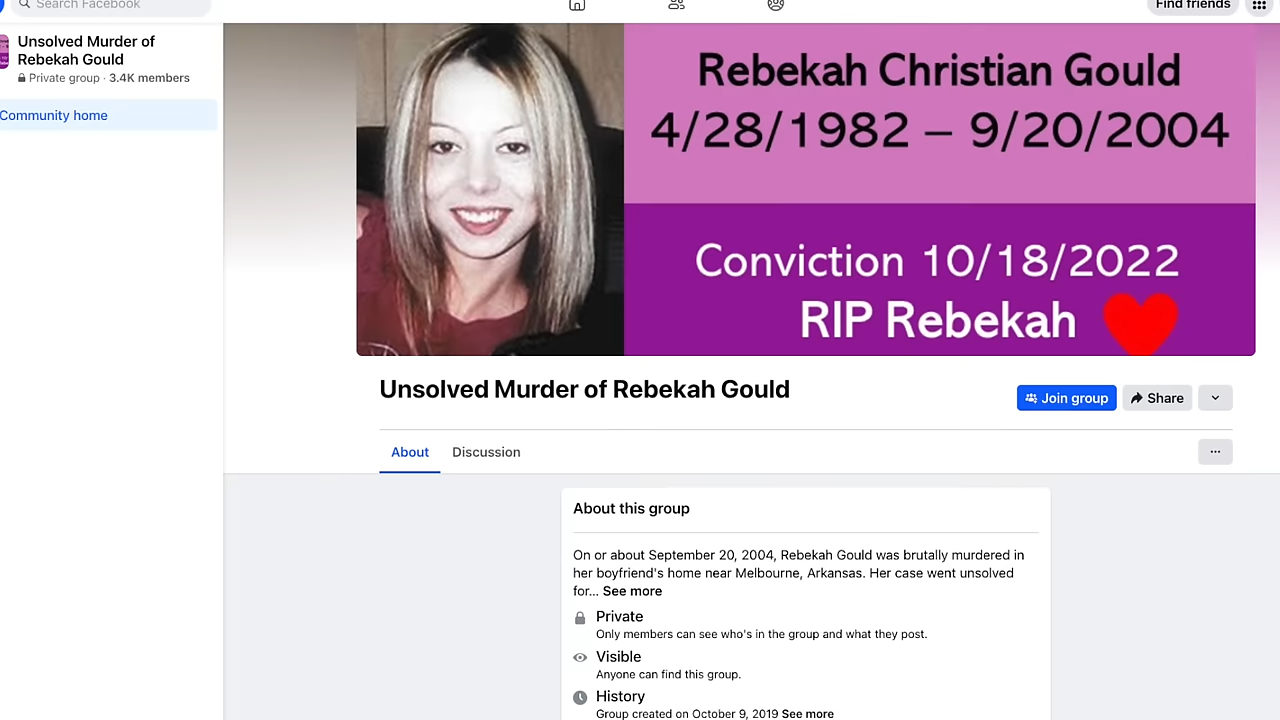 Search Facebook
Find friends
Unsolved Murder of
Rebekah Gould
Private group · 3.4K members
Community home
Rebekah Christian Gould
4/28/1982 – 9/20/2004
Conviction 10/18/2022
RIP Rebekah
Unsolved Murder of Rebekah Gould
Join group
Share
About
Discussion
About this group
On or about September 20, 2004, Rebekah Gould was brutally murdered in
her boyfriend's home near Melbourne, Arkansas. Her case went unsolved
for... See more
Private
Only members can see who's in the group and what they post.
Visible
Anyone can find this group.
History
Group created on October 9, 2019 See more